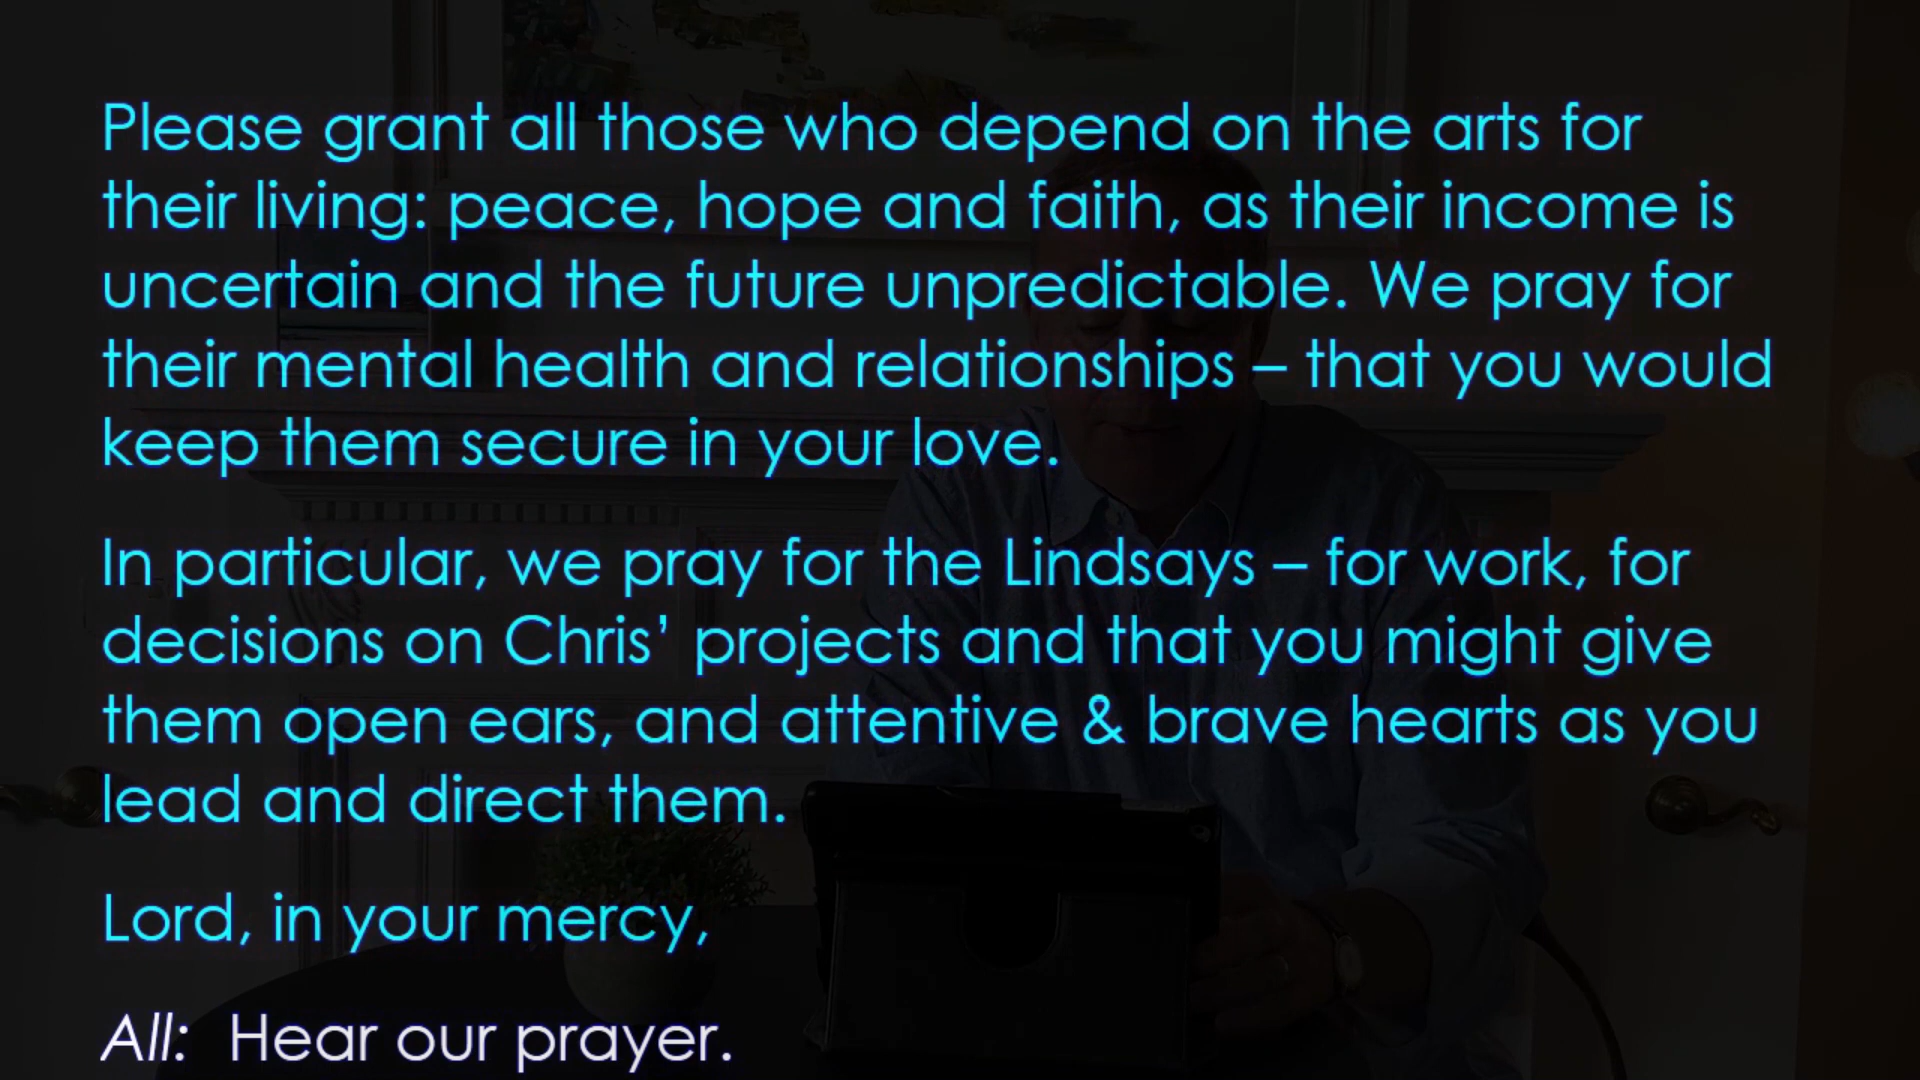 Please grant all those who depend on the arts for
their living: peace, hope and faith, as their income is
uncertain and the future unpredictable. We pray for
their mental health and relationships – that you would
keep them secure in your love.
In particular, we pray for the Lindsays – for work, for
decisions on Chris’ projects and that you might give
them open ears, and attentive & brave hearts as you
lead and direct them.
Lord, in your mercy,
All: Hear our prayer.